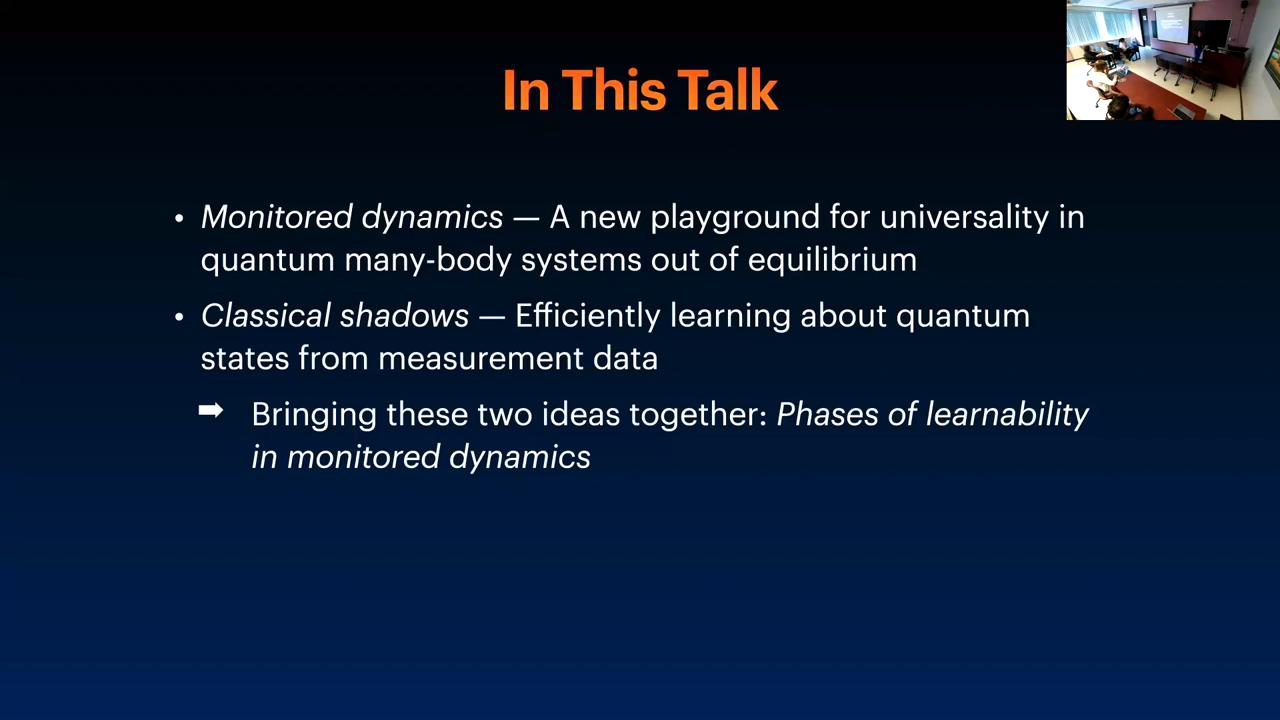 In This Talk
• Monitored dynamics — A new playground for universality in
quantum many-body systems out of equilibrium
• Classical shadows — Efficiently learning about quantum
states from measurement data
➡ Bringing these two ideas together: Phases of learnability
in monitored dynamics